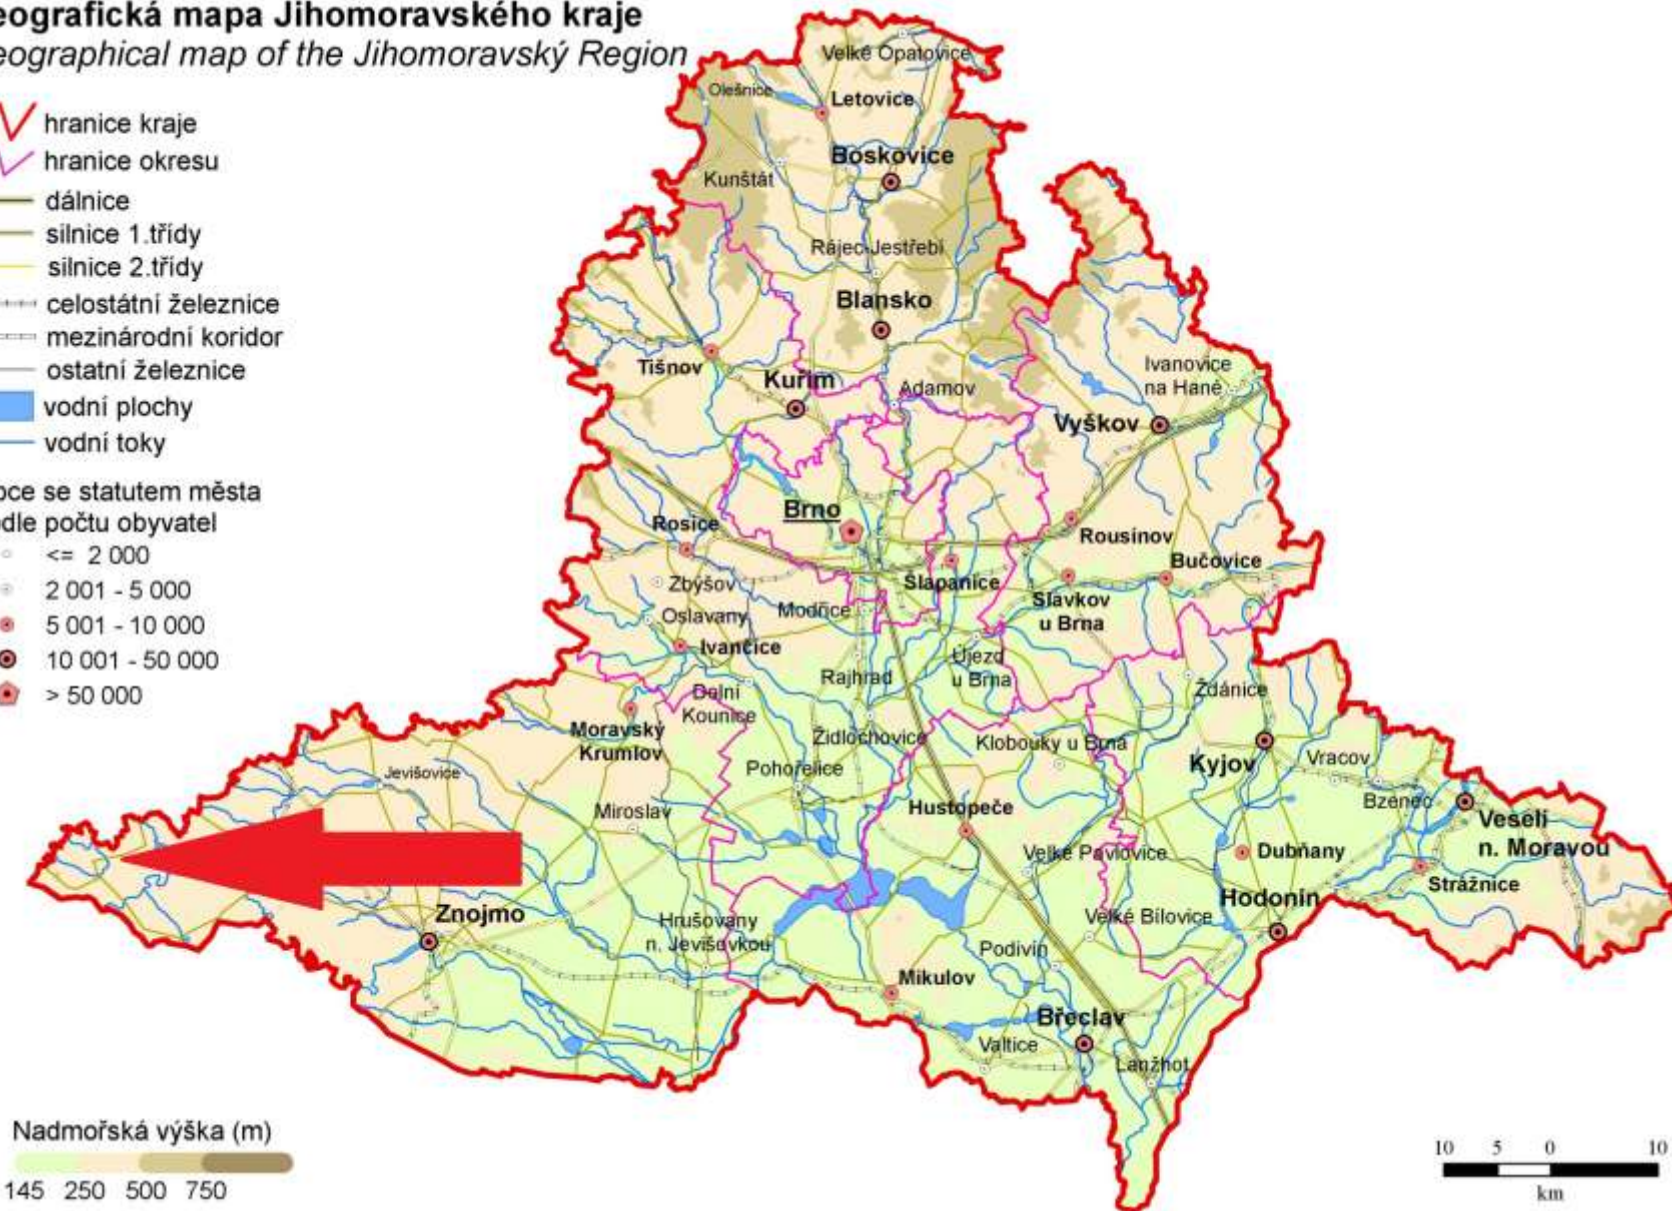 eografická mapa Jihomoravského kraje
eographical map of the Jihomoravský Region
hranice kraje
hranice okresu
dálnice
silnice 1.třídy
silnice 2.třídy
celostátní železnice
mezinárodní koridor
ostatní železnice
vodní plochy
vodní toky
bce se statutem města
dle počtu obyvatel
<= 2 000
2 001 - 5 000
5 001 - 10 000
10 001 - 50 000
> 50 000
Velké Opatovice
Olešnice
Letovice
Boskovice
Kunštát
Rájec-Jestřebí
Blansko
Tišnov
Kuřim
Adamov
Ivanovice
na Hané
Vyškov
Brno
Rosice
Rousínov
Bučovice
Zbýšov
Šlapanice
Slavkov
u Brna
Oslavany
Modřice
Ivančice
Rajhrad
Újezd
u Brna
Ždánice
Dolní
Kounice
Moravský
Krumlov
Židlochovice
Klobouky u Brna
Kyjov
Vracov
Jevišovice
Pohořelice
Bzenec
Miroslav
Hustopeče
Veselí
n. Moravou
Velké Pavlovice
Dubňany
Strážnice
Hodonín
Znojmo
Hrušovany
n. Jevišovkou
Velké Bílovice
Podivín
Mikulov
Břeclav
Valtice
Lanžhot
Nadmořská výška (m)
145 250 500 750
10 5 0 10
km